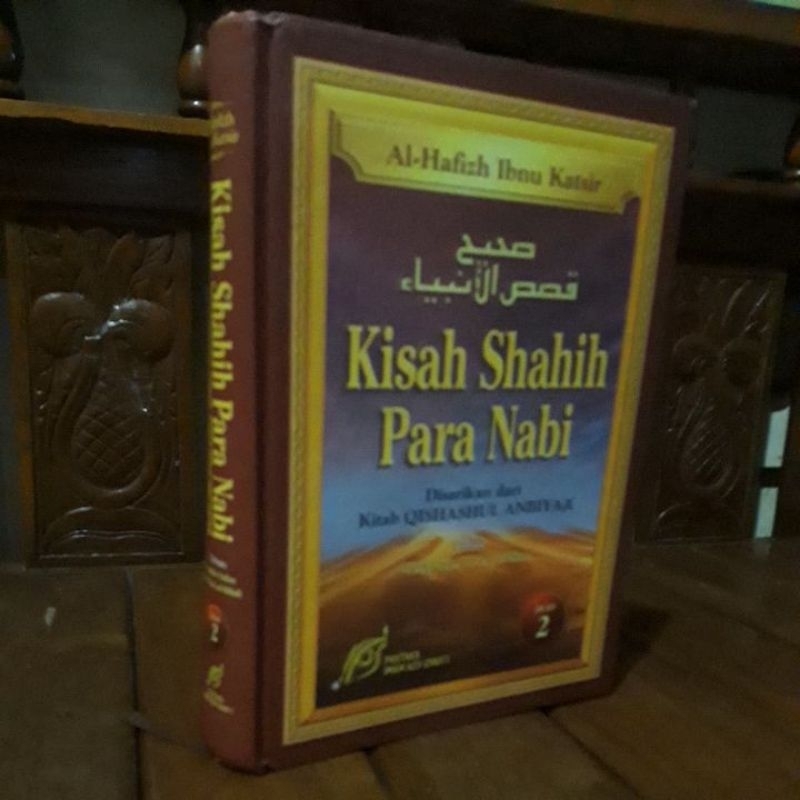 Al-Hafizh Ibnu Katsir
صحيح
قصص الأنبياء
Kisah Shahih
Para Nabi
Disarikan dari
Kitab QISHASHUL ANBIYAA
2
PUSTAKA
Kisah Shahih Para Nabi
2